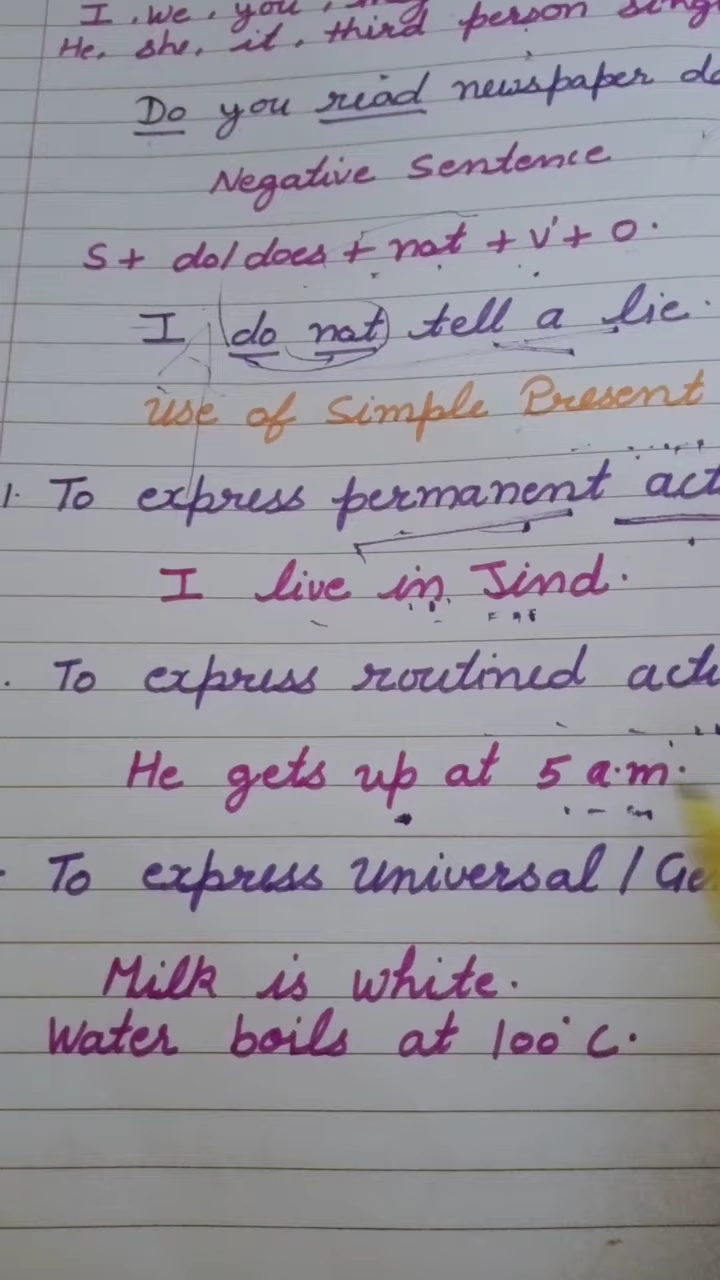 I, we, you,
He, she, it, third person
Do you read newspaper
Negative Sentence
S + do/does + not + V' + O.
I do not tell a lie.
Use of Simple Present
1. To express permanent
I live in Jind.
. To express routined
He gets up at 5 a.m.
. To express Universal /
Milk is white.
Water boils at 100°C.